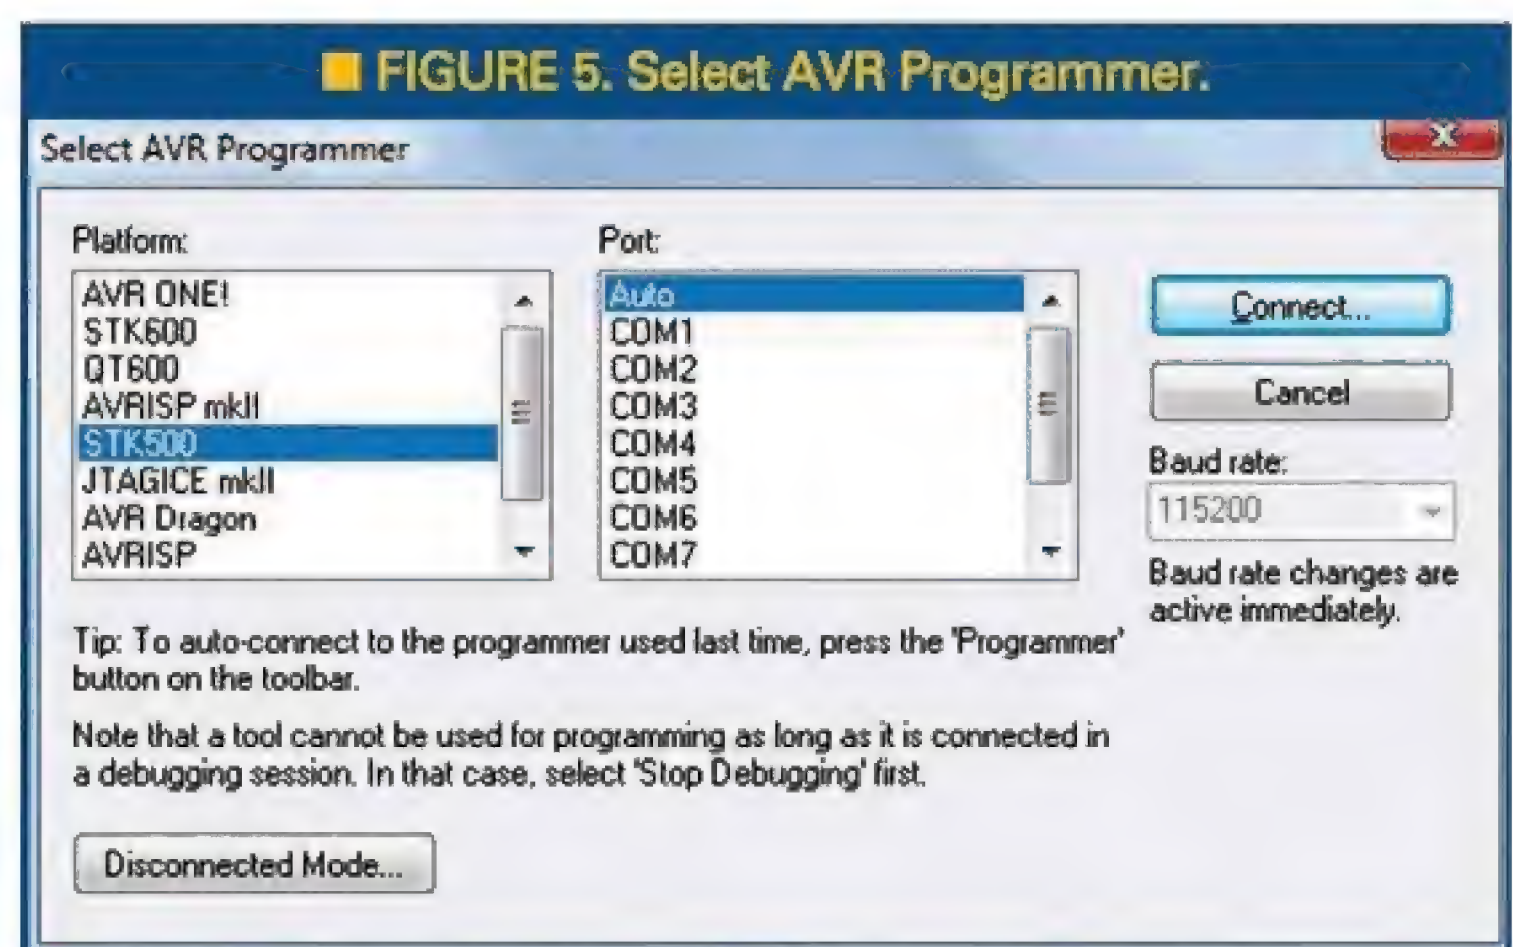 FIGURE 5. Select AVR Programmer.
Select AVR Programmer
Platform:
AVR ONE!
STK600
QT600
AVRISP mkII
STK500
JTAGICE mkII
AVR Dragon
AVRISP
Port:
Auto
COM1
COM2
COM3
COM4
COM5
COM6
COM7
Connect...
Cancel
Baud rate:
115200
Baud rate changes are
active immediately.
Tip: To auto-connect to the programmer used last time, press the 'Programmer'
button on the toolbar.
Note that a tool cannot be used for programming as long as it is connected in
a debugging session. In that case, select 'Stop Debugging' first.
Disconnected Mode...